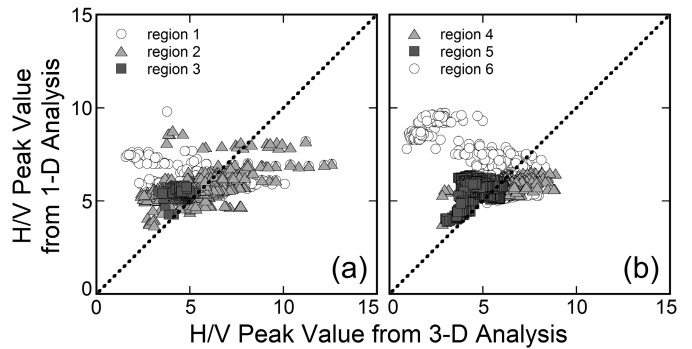 15
10
5
0
H/V Peak Value
from 1-D Analysis
region 1
region 2
region 3
(a)
0 5 10 15
region 4
region 5
region 6
(b)
5 10 15
H/V Peak Value from 3-D Analysis